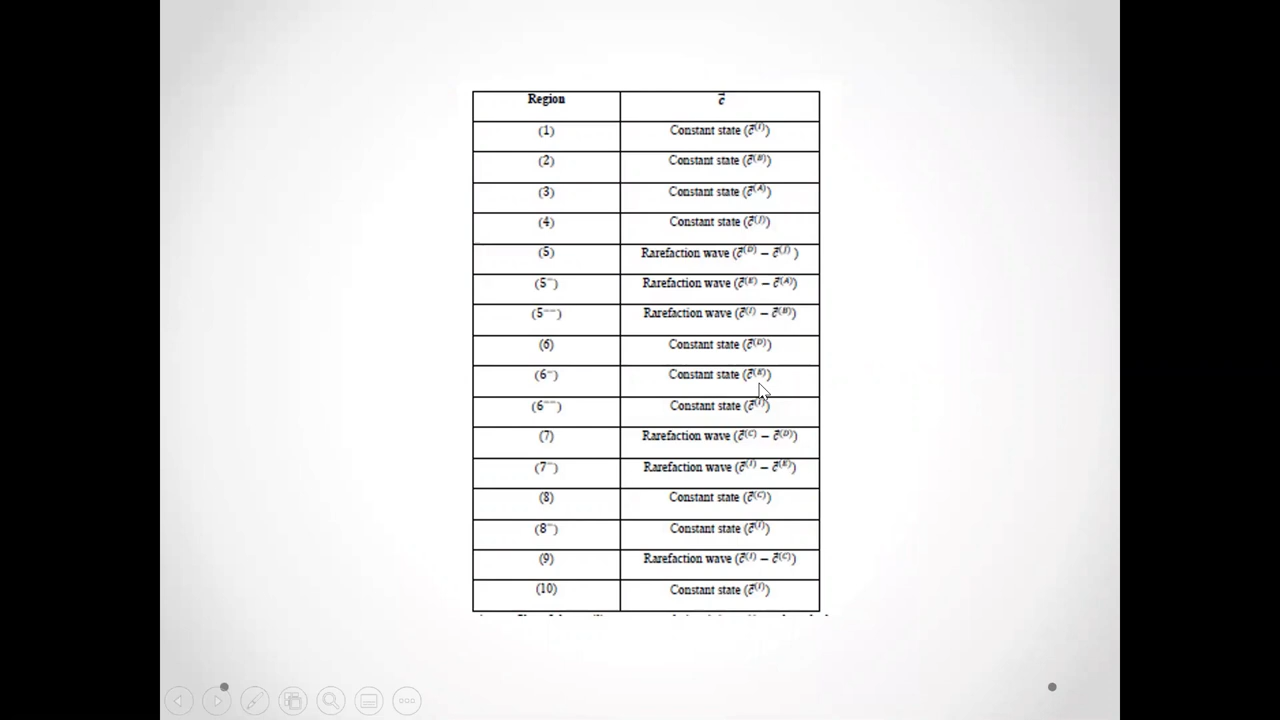 Region c⃗
(1) Constant state (c⃗⁽ᴵ⁾)
(2) Constant state (c⃗⁽ᴮ⁾)
(3) Constant state (c⃗⁽ᴬ⁾)
(4) Constant state (c⃗⁽ᴶ⁾)
(5) Rarefaction wave (c⃗⁽ᴰ⁾ − c⃗⁽ᴶ⁾ )
(5⁻) Rarefaction wave (c⃗⁽ᴱ⁾ − c⃗⁽ᴬ⁾)
(5⁻⁻) Rarefaction wave (c⃗⁽ᴵ⁾ − c⃗⁽ᴮ⁾)
(6) Constant state (c⃗⁽ᴰ⁾)
(6⁻) Constant state (c⃗⁽ᴱ⁾)
(6⁻⁻) Constant state (c⃗⁽ᴵ⁾)
(7) Rarefaction wave (c⃗⁽ꟲ⁾ − c⃗⁽ᴰ⁾)
(7⁻) Rarefaction wave (c⃗⁽ᴵ⁾ − c⃗⁽ᴱ⁾)
(8) Constant state (c⃗⁽ꟲ⁾)
(8⁻) Constant state (c⃗⁽ᴵ⁾)
(9) Rarefaction wave (c⃗⁽ᴵ⁾ − c⃗⁽ꟲ⁾)
(10) Constant state (c⃗⁽ᴵ⁾)